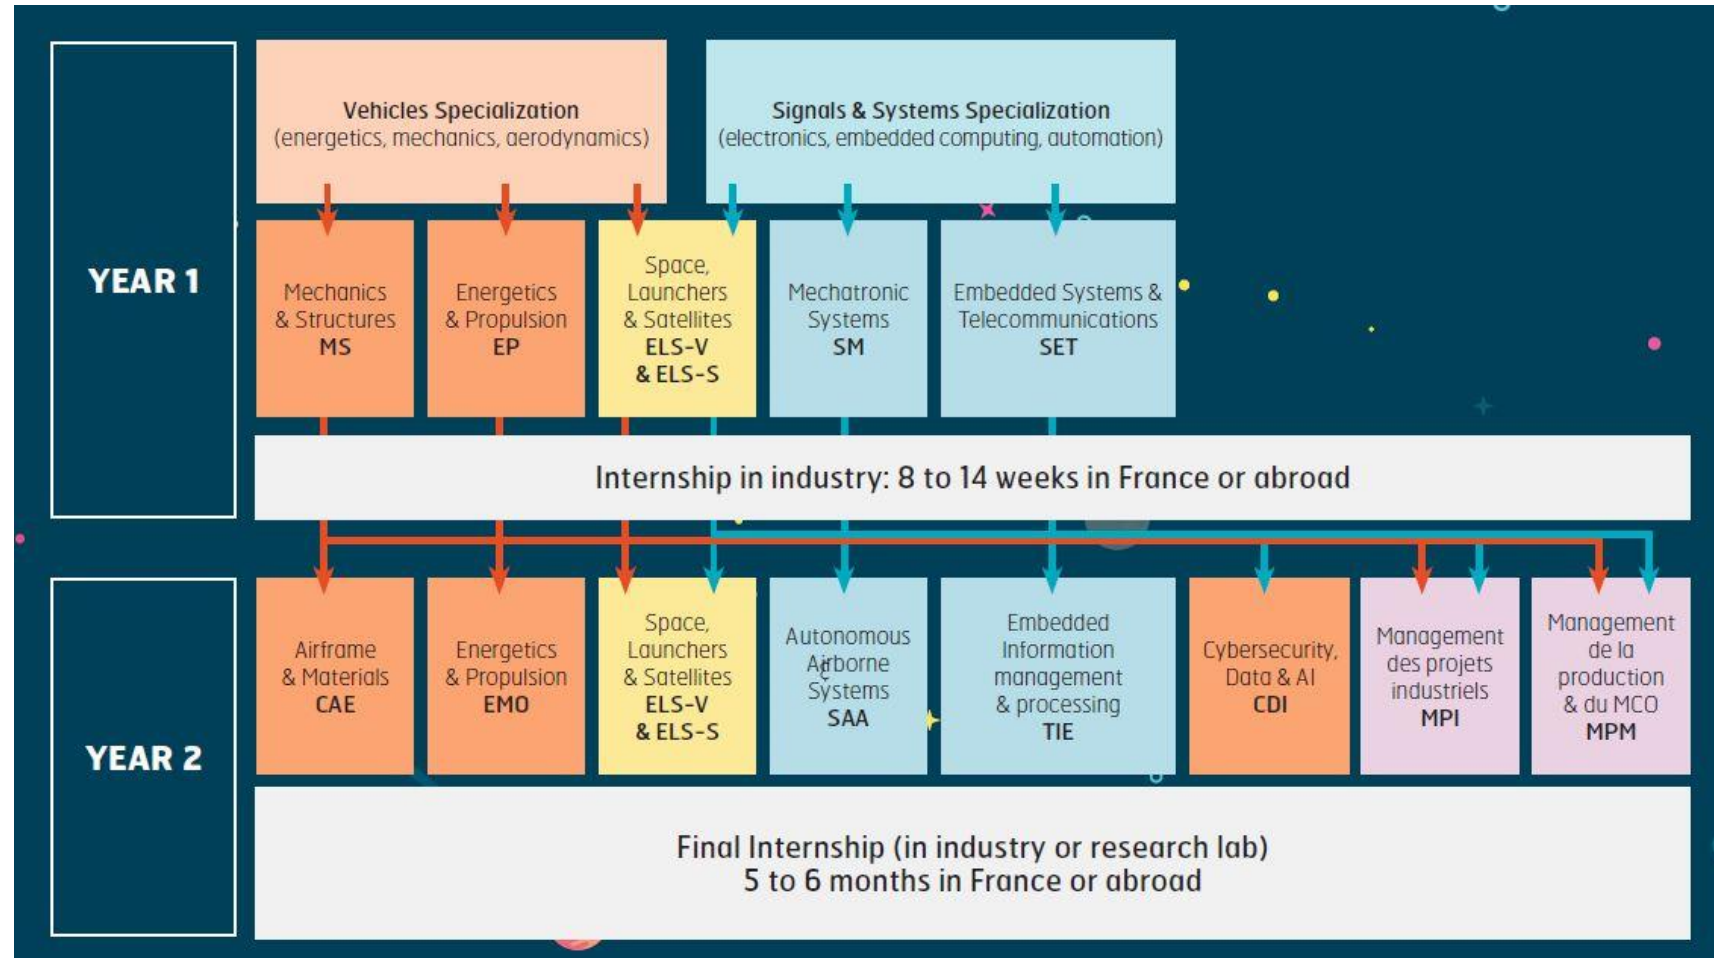 YEAR 1
Vehicles Specialization
(energetics, mechanics, aerodynamics)
Signals & Systems Specialization
(electronics, embedded computing, automation)
Mechanics
& Structures
MS
Energetics
& Propulsion
EP
Space,
Launchers
& Satellites
ELS-V
& ELS-S
Mechatronic
Systems
SM
Embedded Systems &
Telecommunications
SET
Internship in industry: 8 to 14 weeks in France or abroad
YEAR 2
Airframe
& Materials
CAE
Energetics
& Propulsion
EMO
Space,
Launchers
& Satellites
ELS-V
& ELS-S
Autonomous
Airborne
Systems
SAA
Embedded
Information
management
& processing
TIE
Cybersecurity,
Data & AI
CDI
Management
des projets
industriels
MPI
Management
de la
production
& du MCO
MPM
Final Internship (in industry or research lab)
5 to 6 months in France or abroad